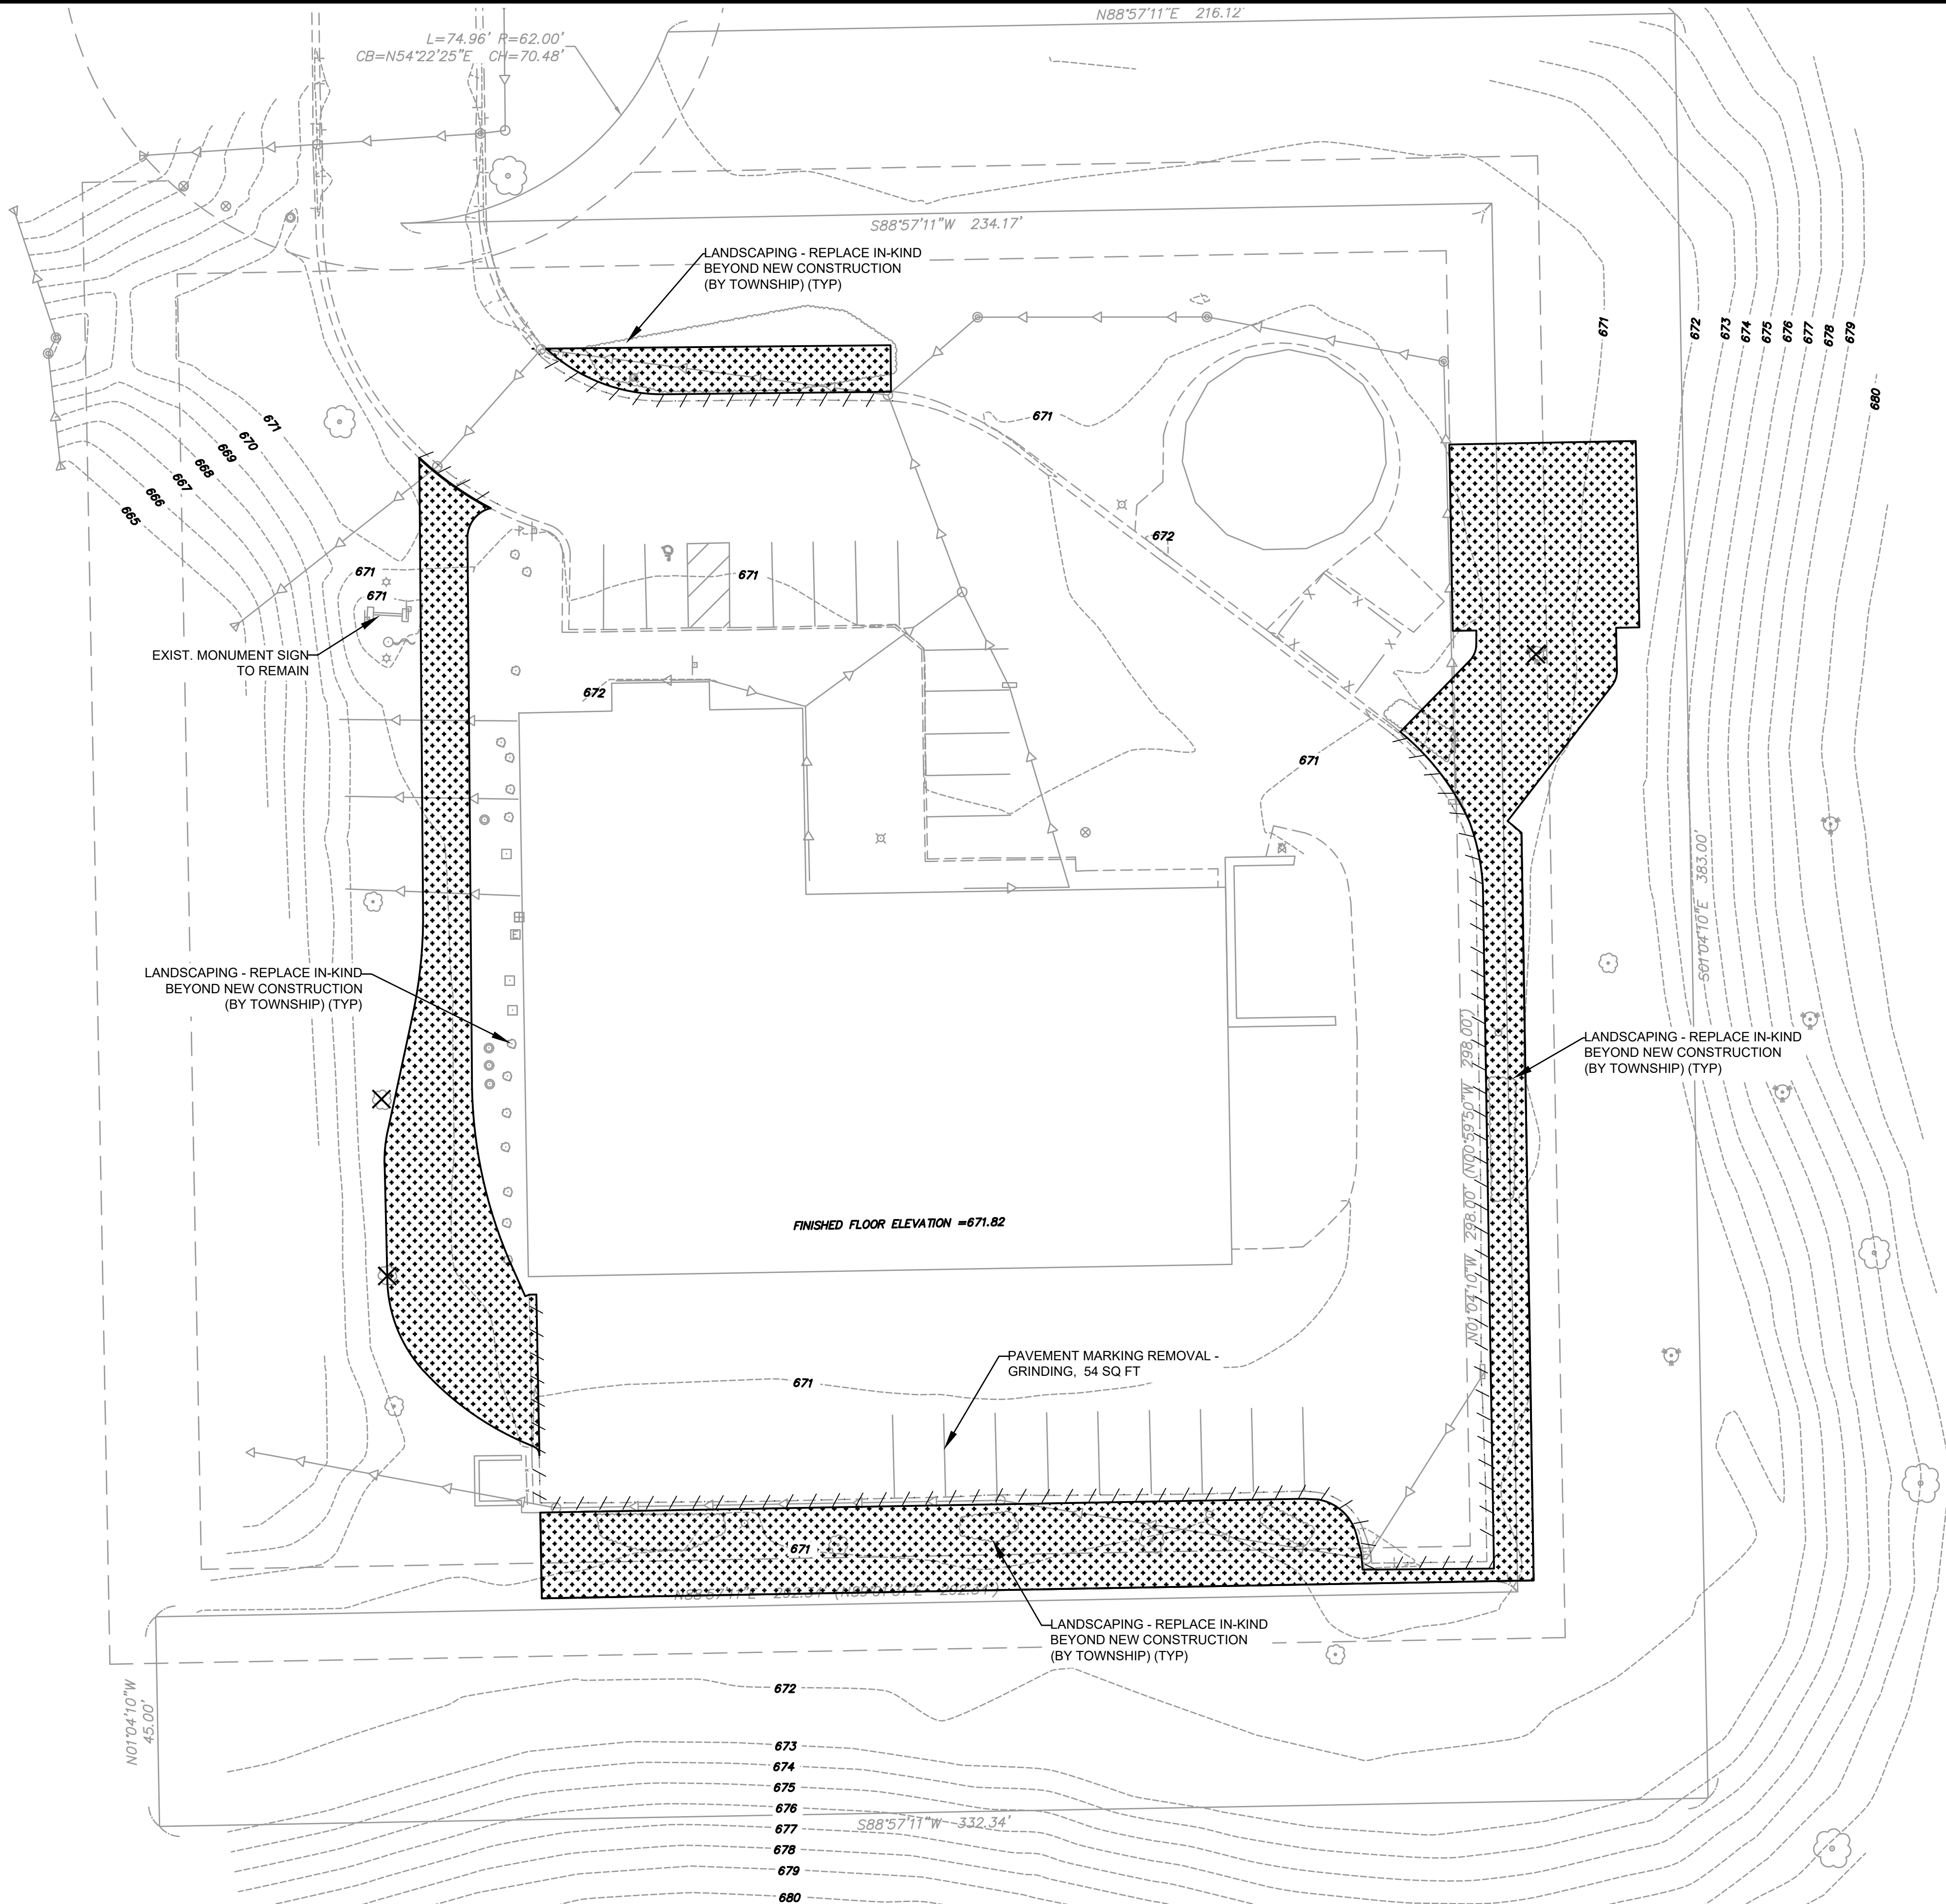 N88°57'11"E 216.12'
L=74.96' R=62.00'
CB=N54°22'25"E CH=70.48'
S88°57'11"W 234.17'
LANDSCAPING - REPLACE IN-KIND
BEYOND NEW CONSTRUCTION
(BY TOWNSHIP) (TYP)
671
672
673
674
675
676
677
678
679
680
671
670
669
668
667
666
665
671
672
671
671
671
EXIST. MONUMENT SIGN
TO REMAIN
672
671
S01°04'10"E 383.00'
LANDSCAPING - REPLACE IN-KIND
BEYOND NEW CONSTRUCTION
(BY TOWNSHIP) (TYP)
E
LANDSCAPING - REPLACE IN-KIND
BEYOND NEW CONSTRUCTION
(BY TOWNSHIP) (TYP)
N01°04'10"W 298.00' (N00°59'50"W 298.00')
FINISHED FLOOR ELEVATION =671.82
PAVEMENT MARKING REMOVAL -
GRINDING, 54 SQ FT
671
671
LANDSCAPING - REPLACE IN-KIND
BEYOND NEW CONSTRUCTION
(BY TOWNSHIP) (TYP)
N01°04'10"W
45.00'
672
673
674
675
676
S88°57'11"W 332.34'
677
678
679
680